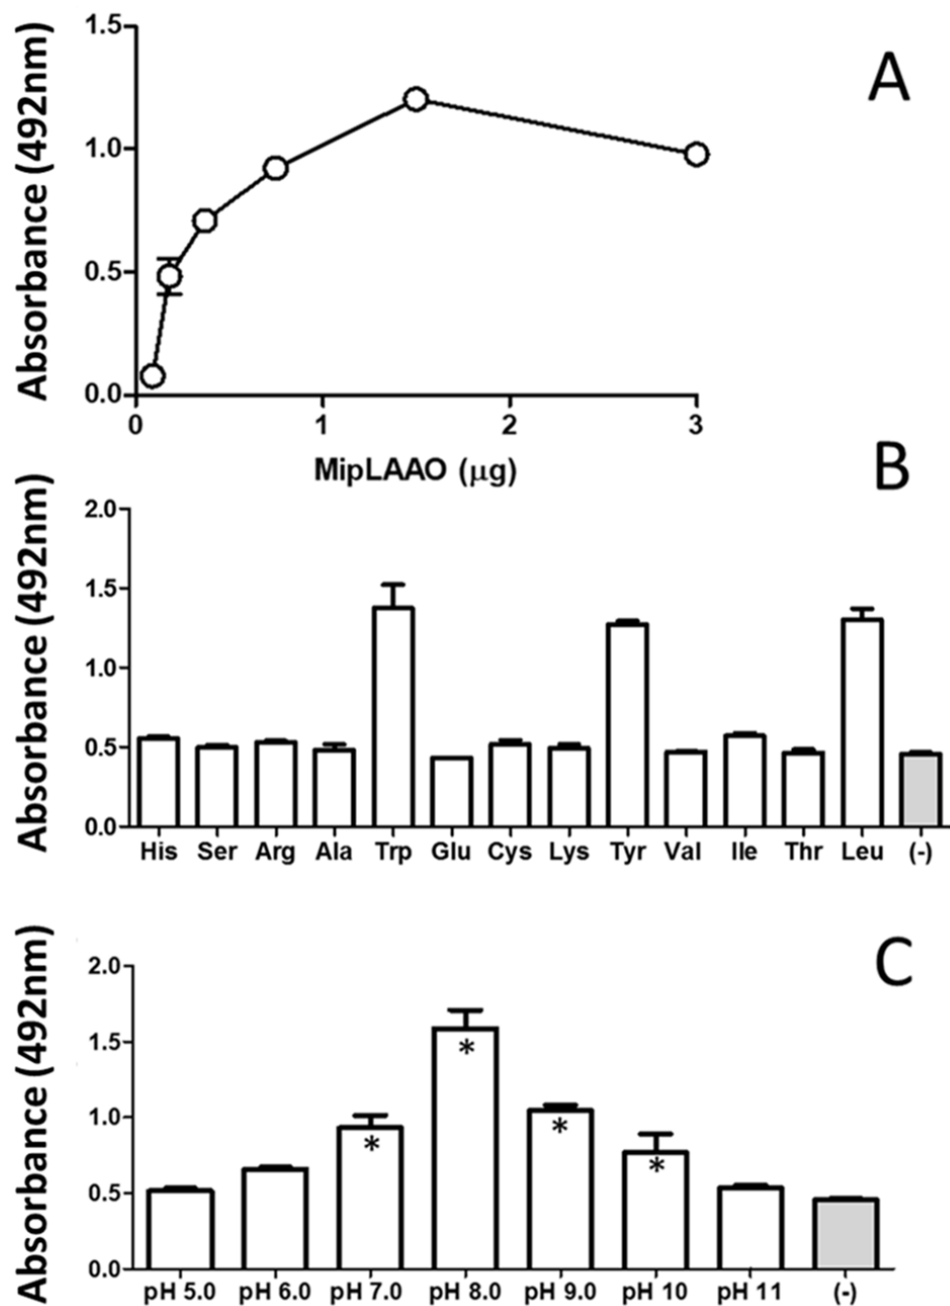 A
Absorbance (492nm)
1.5
1.0
0.5
0.0
0 1 2 3
MipLAAO (μg)
B
Absorbance (492nm)
2.0
1.5
1.0
0.5
0.0
His Ser Arg Ala Trp Glu Cys Lys Tyr Val Ile Thr Leu (-)
C
Absorbance (492nm)
2.0
1.5
1.0
0.5
0.0
* * * *
pH 5.0 pH 6.0 pH 7.0 pH 8.0 pH 9.0 pH 10 pH 11 (-)